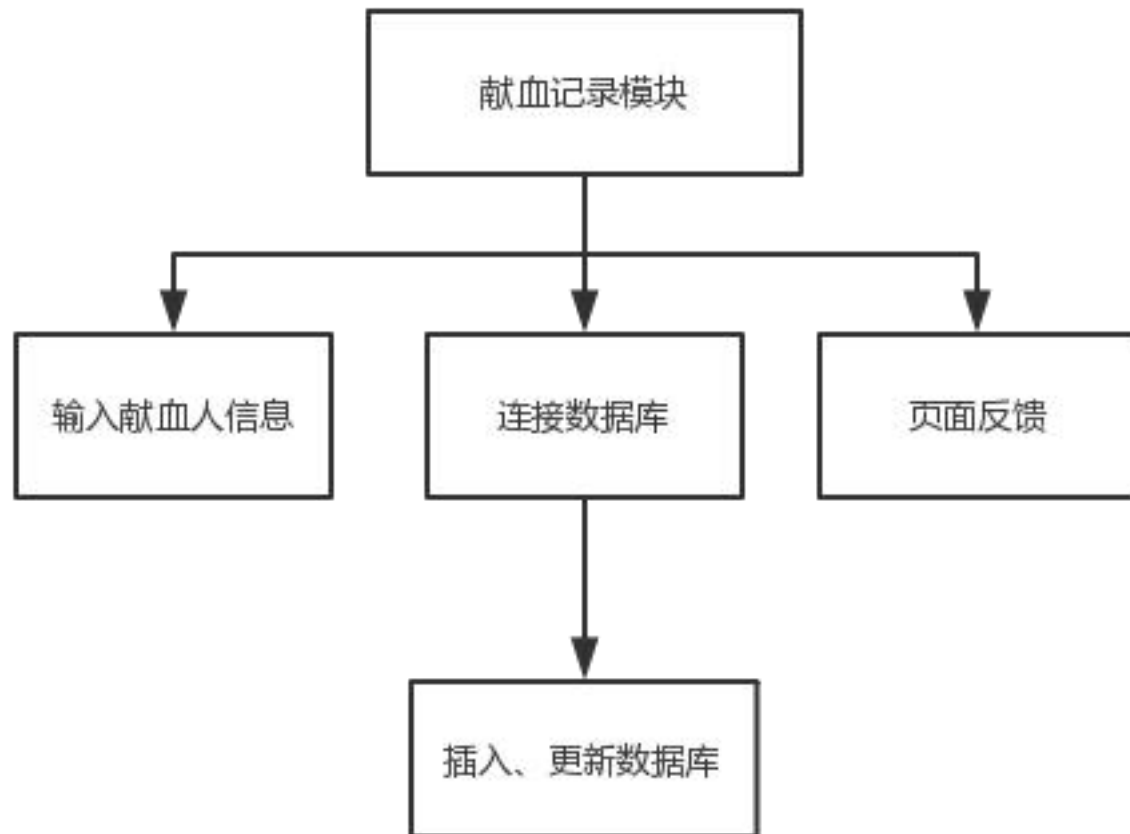 献血记录模块
输入献血人信息
连接数据库
页面反馈
插入、更新数据库